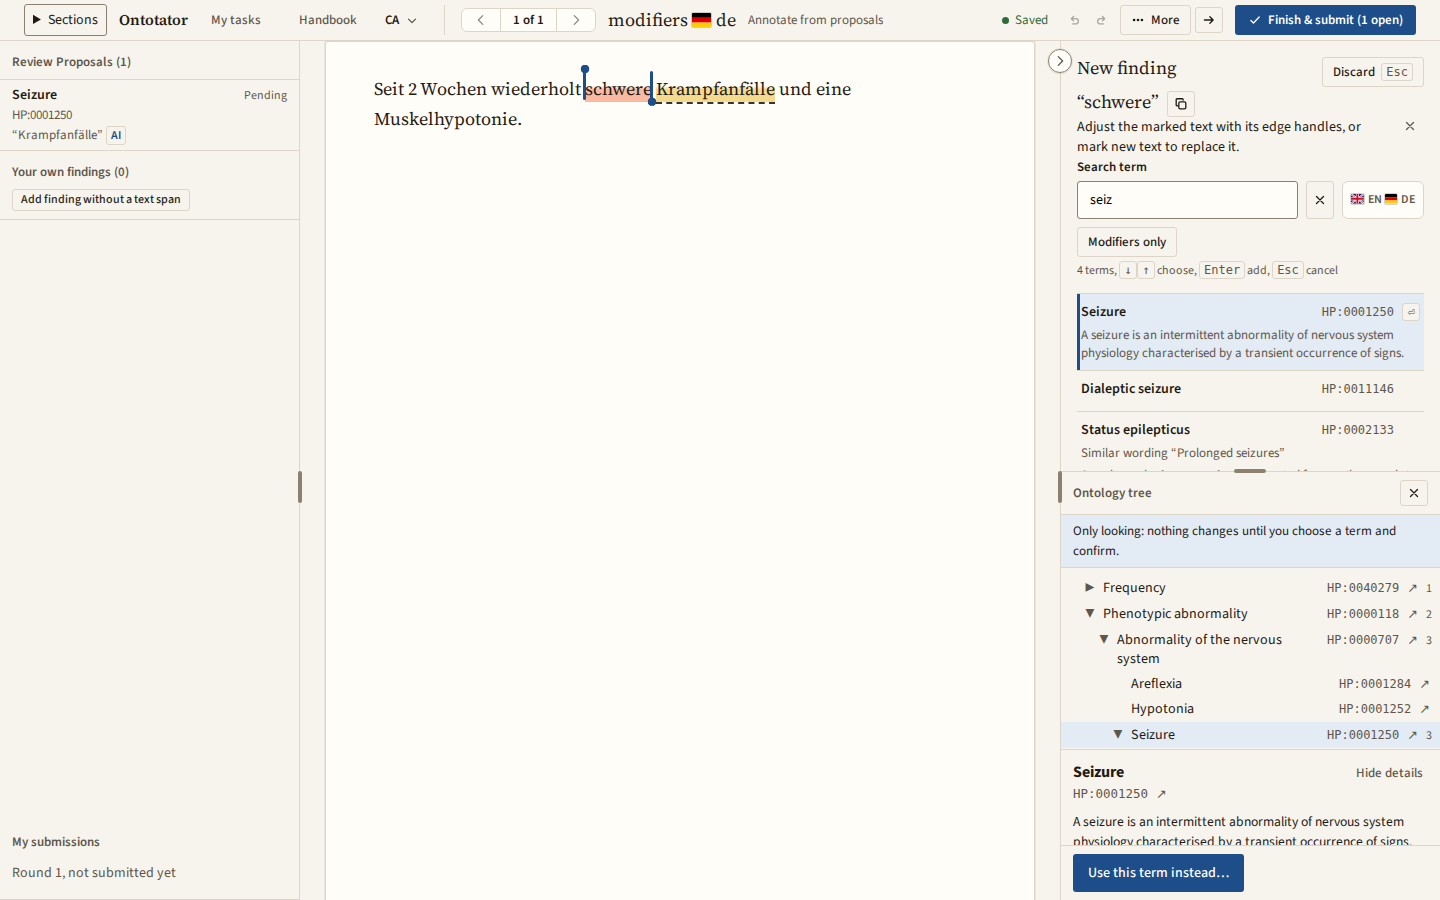 ▶ Sections Ontotator My tasks Handbook CA 1 of 1 modifiers de Annotate from proposals Saved More Finish & submit (1 open)
Review Proposals (1)
Seizure Pending
HP:0001250
“Krampfanfälle” AI
Your own findings (0)
Add finding without a text span
My submissions
Round 1, not submitted yet
Seit 2 Wochen wiederholt schwere Krampfanfälle und eine
Muskelhypotonie.
New finding Discard Esc
“schwere”
Adjust the marked text with its edge handles, or
mark new text to replace it.
Search term
seiz EN DE
Modifiers only
4 terms, ↓ ↑ choose, Enter add, Esc cancel
Seizure HP:0001250
A seizure is an intermittent abnormality of nervous system
physiology characterised by a transient occurrence of signs.
Dialeptic seizure HP:0011146
Status epilepticus HP:0002133
Similar wording “Prolonged seizures”
Ontology tree
Only looking: nothing changes until you choose a term and
confirm.
Frequency HP:0040279 ↗ 1
Phenotypic abnormality HP:0000118 ↗ 2
Abnormality of the nervous HP:0000707 ↗ 3
system
Areflexia HP:0001284 ↗
Hypotonia HP:0001252 ↗
Seizure HP:0001250 ↗ 3
Seizure Hide details
HP:0001250 ↗
A seizure is an intermittent abnormality of nervous system
physiology characterised by a transient occurrence of signs.
Use this term instead…